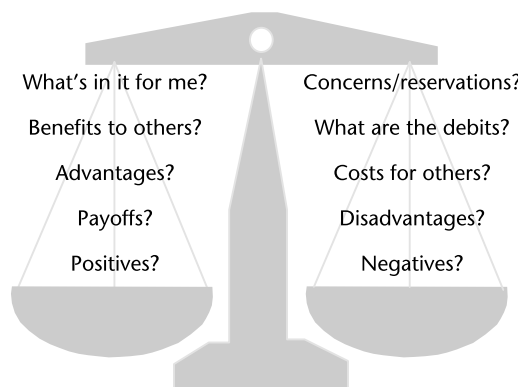 What's in it for me?
Benefits to others?
Advantages?
Payoffs?
Positives?
Concerns/reservations?
What are the debits?
Costs for others?
Disadvantages?
Negatives?